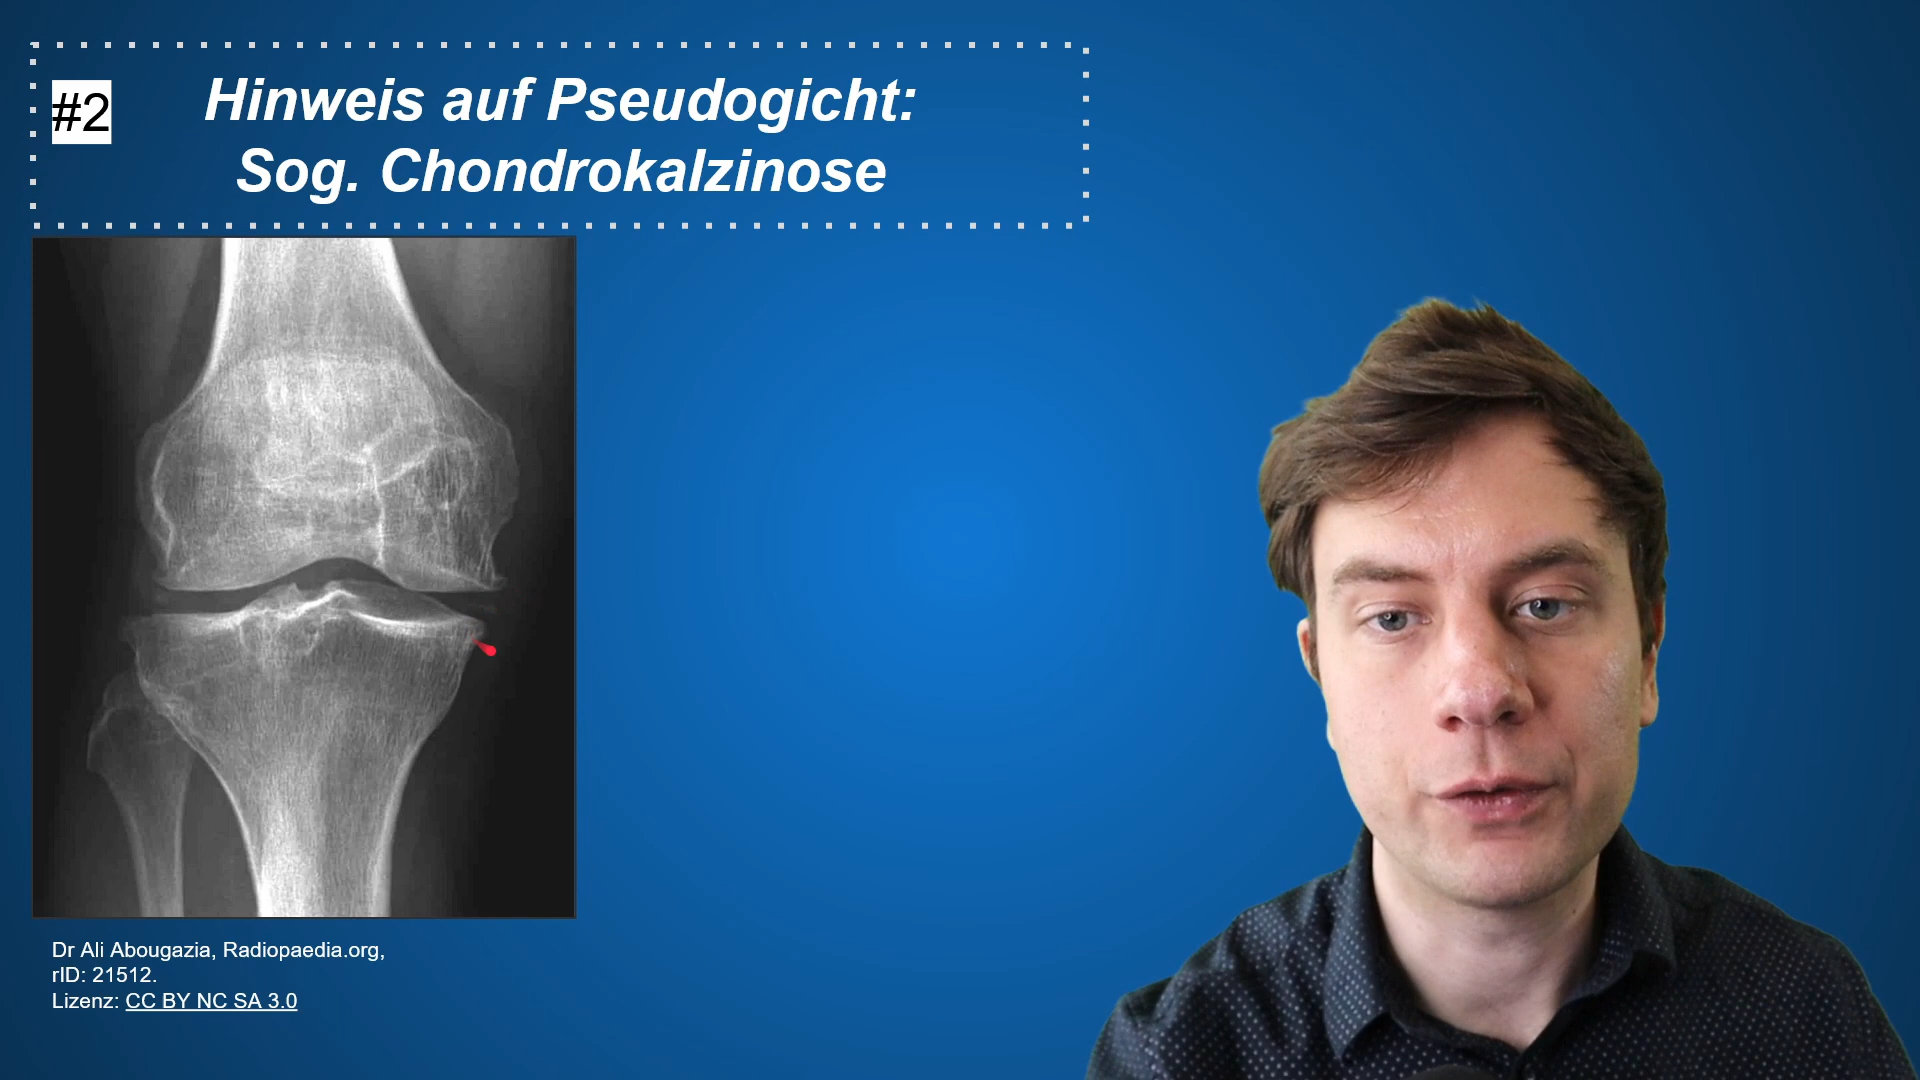 #2
Hinweis auf Pseudogicht:
Sog. Chondrokalzinose
Dr Ali Abougazia, Radiopaedia.org,
rID: 21512.
Lizenz: CC BY NC SA 3.0